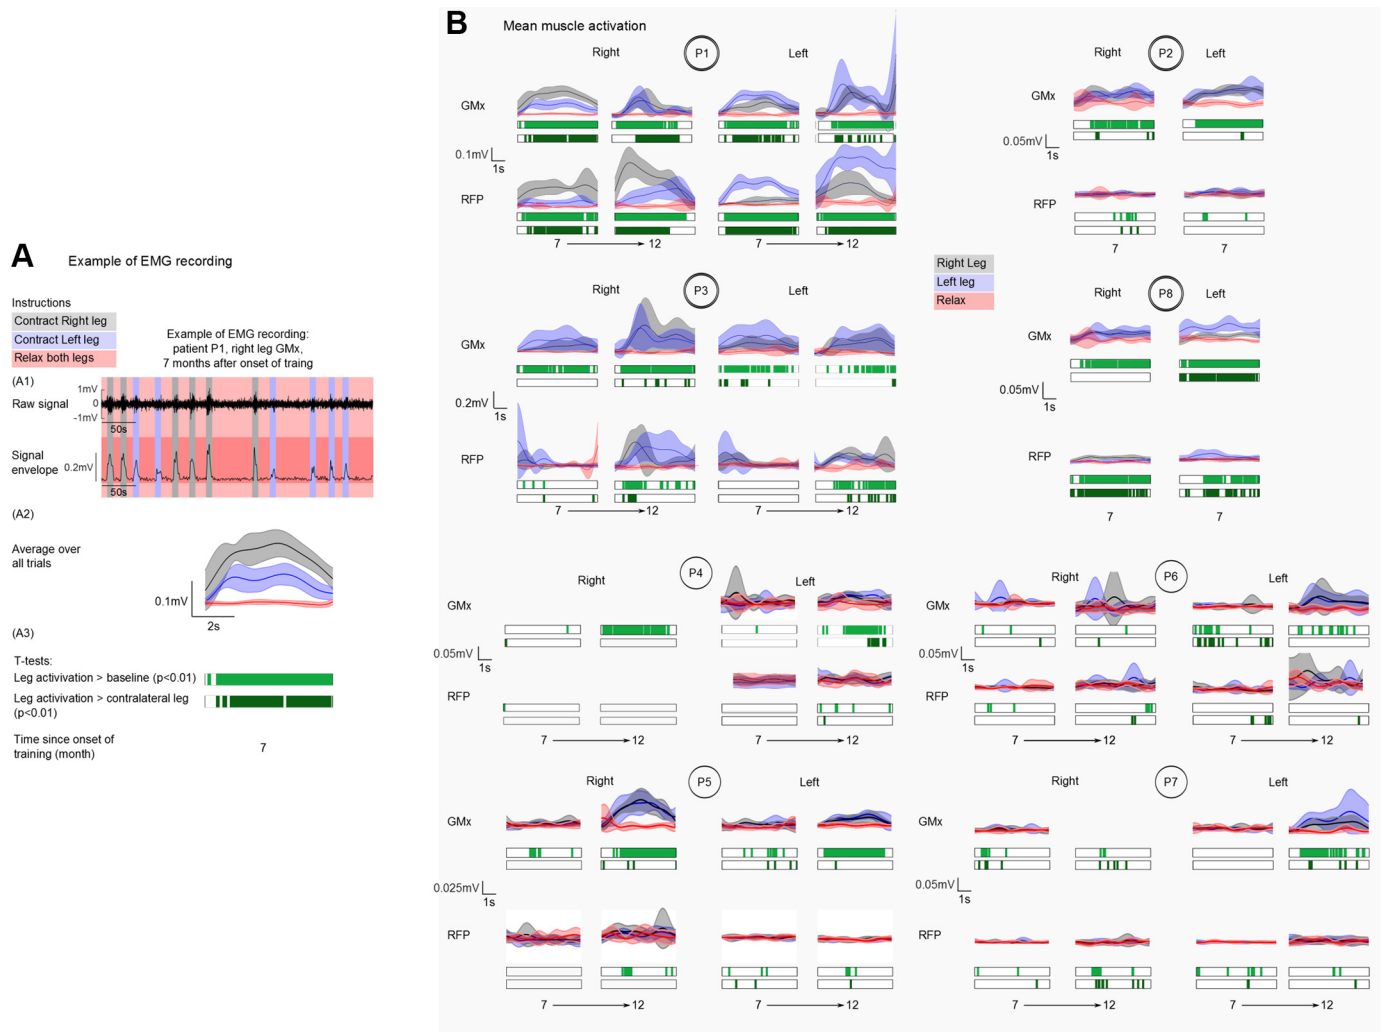 A
Example of EMG recording
Instructions
Contract Right leg
Contract Left leg
Relax both legs
Example of EMG recording:
patient P1, right leg GMx,
7 months after onset of traing
(A1)
Raw signal
1mV
0
-1mV
50s
Signal
envelope
0.2mV
50s
(A2)
Average over
all trials
0.1mV
2s
(A3)
T-tests:
Leg activivation > baseline (p<0.01)
Leg activivation > contralateral leg
(p<0.01)
Time since onset of
training (month)
7
B
Mean muscle activation
Right
P1
Left
GMx
0.1mV
1s
RFP
7
12
7
12
Right
P2
Left
GMx
0.05mV
1s
RFP
7
7
Right Leg
Left leg
Relax
Right
P3
Left
GMx
0.2mV
1s
RFP
7
12
7
12
Right
P8
Left
GMx
0.05mV
1s
RFP
7
7
Right
P4
Left
GMx
0.05mV
1s
RFP
7
12
7
12
Right
P6
Left
GMx
0.05mV
1s
RFP
7
12
7
12
Right
P5
Left
GMx
0.025mV
1s
RFP
7
12
7
12
Right
P7
Left
GMx
0.05mV
1s
RFP
7
12
7
12